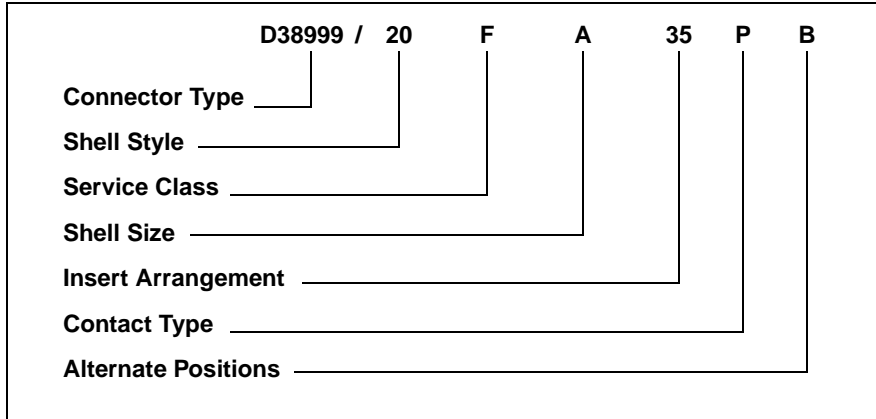 D38999 / 20 F A 35 P B
Connector Type
Shell Style
Service Class
Shell Size
Insert Arrangement
Contact Type
Alternate Positions